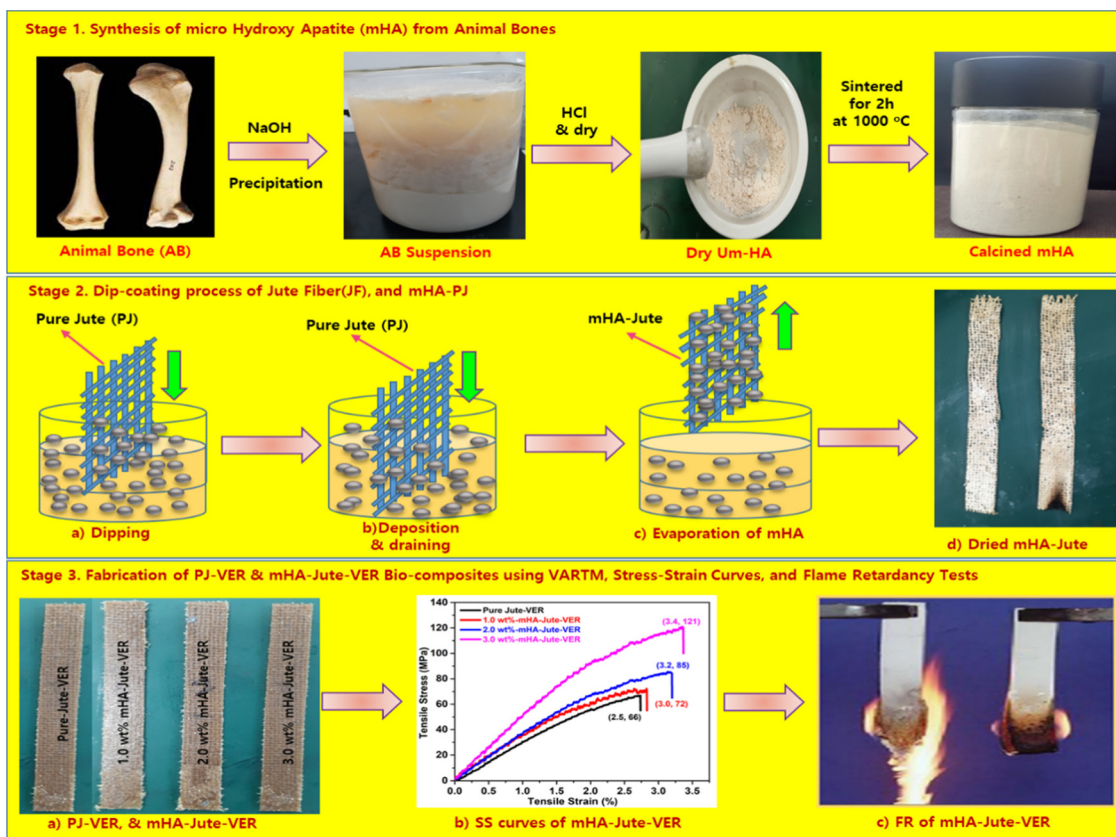 Stage 1. Synthesis of micro Hydroxy Apatite (mHA) from Animal Bones
NaOH
Precipitation
HCl
& dry
Sintered
for 2h
at 1000 °C
Animal Bone (AB)
AB Suspension
Dry Um-HA
Calcined mHA
Stage 2. Dip-coating process of Jute Fiber(JF), and mHA-PJ
Pure Jute (PJ)
Pure Jute (PJ)
mHA-Jute
a) Dipping
b)Deposition
& draining
c) Evaporation of mHA
d) Dried mHA-Jute
Stage 3. Fabrication of PJ-VER & mHA-Jute-VER Bio-composites using VARTM, Stress-Strain Curves, and Flame Retardancy Tests
Pure-Jute-VER
1.0 wt% mHA-Jute-VER
2.0 wt% mHA-Jute-VER
3.0 wt% mHA-Jute-VER
a) PJ-VER, & mHA-Jute-VER
Tensile Stress (MPa)
140
120
100
80
60
40
20
0
Pure Jute-VER
1.0 wt%-mHA-Jute-VER
2.0 wt%-mHA-Jute-VER
3.0 wt%-mHA-Jute-VER
(3.4, 121)
(3.2, 85)
(3.0, 72)
(2.5, 66)
0.0 0.5 1.0 1.5 2.0 2.5 3.0 3.5
Tensile Strain (%)
b) SS curves of mHA-Jute-VER
c) FR of mHA-Jute-VER